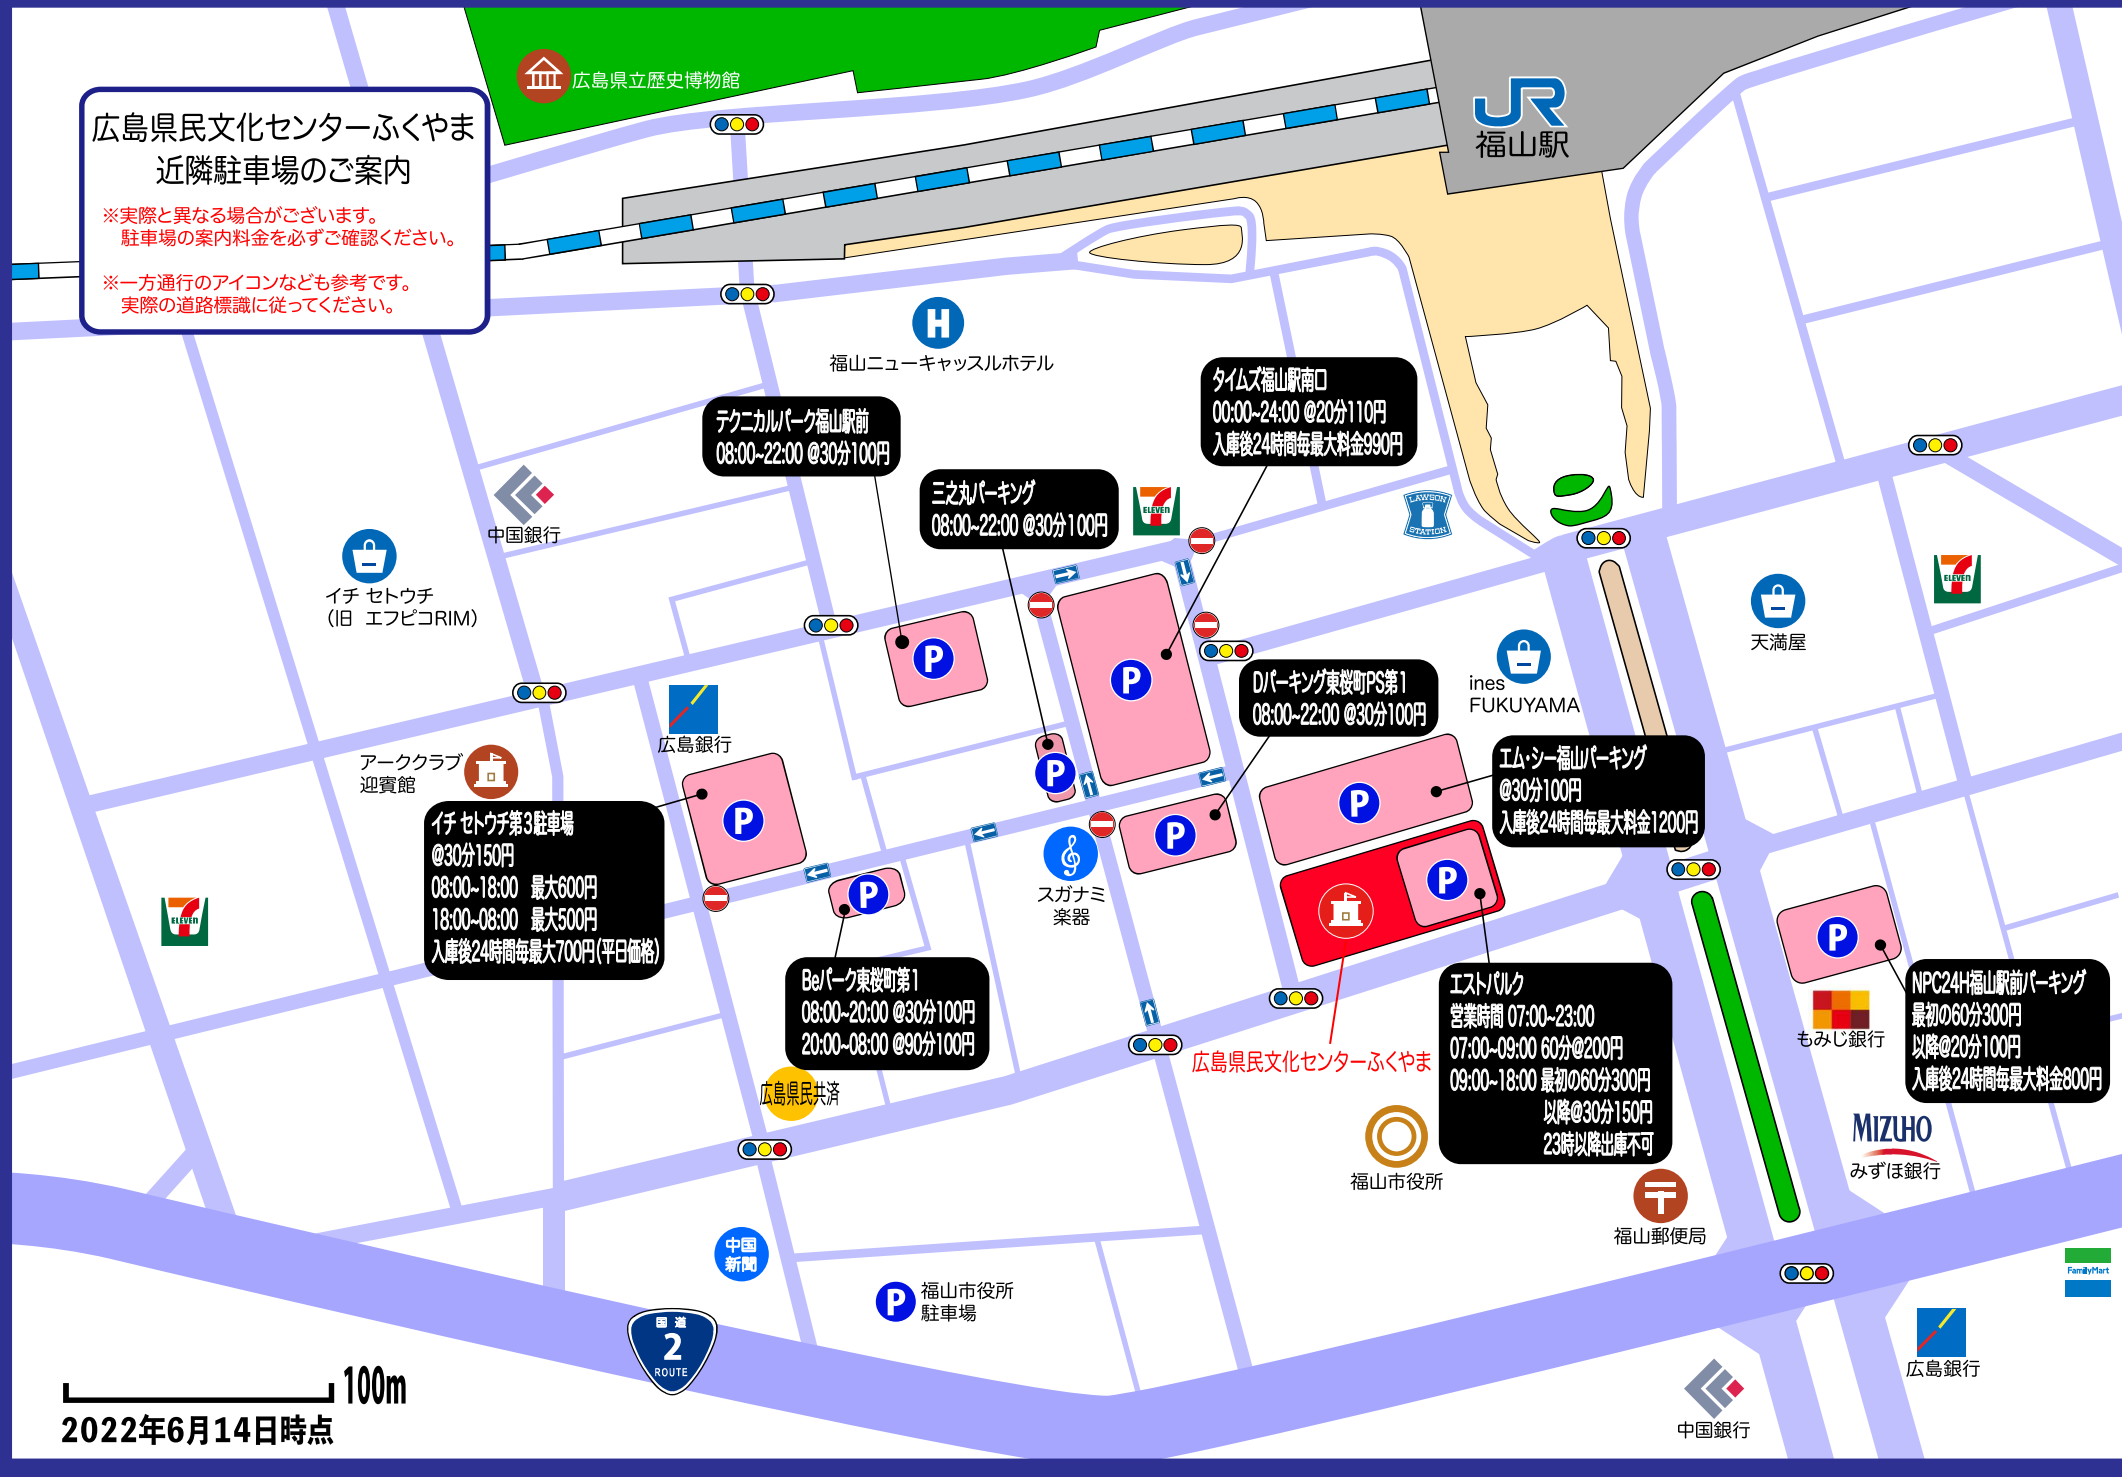 広島県民文化センターふくやま
近隣駐車場のご案内
※実際と異なる場合がございます。
駐車場の案内料金を必ずご確認ください。
※一方通行のアイコンなども参考です。
実際の道路標識に従ってください。
広島県立歴史博物館
JR
福山駅
H
福山ニューキャッスルホテル
タイムズ福山駅南口
00:00~24:00 @20分110円
入庫後24時間毎最大料金990円
テクニカルパーク福山駅前
08:00~22:00 @30分100円
三之丸パーキング
08:00~22:00 @30分100円
7
ELEVEN
LAWSON
STATION
中国銀行
イチ セトウチ
（旧 エフピコRIM）
7
ELEVEN
天満屋
ines
FUKUYAMA
P
P
Dパーキング東桜町PS第1
08:00~22:00 @30分100円
広島銀行
アーククラブ
迎賓館
P
P
P
P
エム・シー福山パーキング
@30分100円
入庫後24時間毎最大料金1200円
イチ セトウチ第3駐車場
@30分150円
08:00~18:00 最大600円
18:00~08:00 最大500円
入庫後24時間毎最大700円(平日価格)
7
ELEVEN
P
スガナミ
楽器
P
P
Beパーク東桜町第1
08:00~20:00 @30分100円
20:00~08:00 @90分100円
広島県民共済
広島県民文化センターふくやま
エストパルク
営業時間 07:00~23:00
07:00~09:00 60分@200円
09:00~18:00 最初の60分300円
以降@30分150円
23時以降出庫不可
もみじ銀行
NPC24H福山駅前パーキング
最初の60分300円
以降@20分100円
入庫後24時間毎最大料金800円
MIZUHO
みずほ銀行
福山市役所
福山郵便局
中国
新聞
P
福山市役所
駐車場
国道
2
ROUTE
FamilyMart
広島銀行
中国銀行
100m
2022年6月14日時点